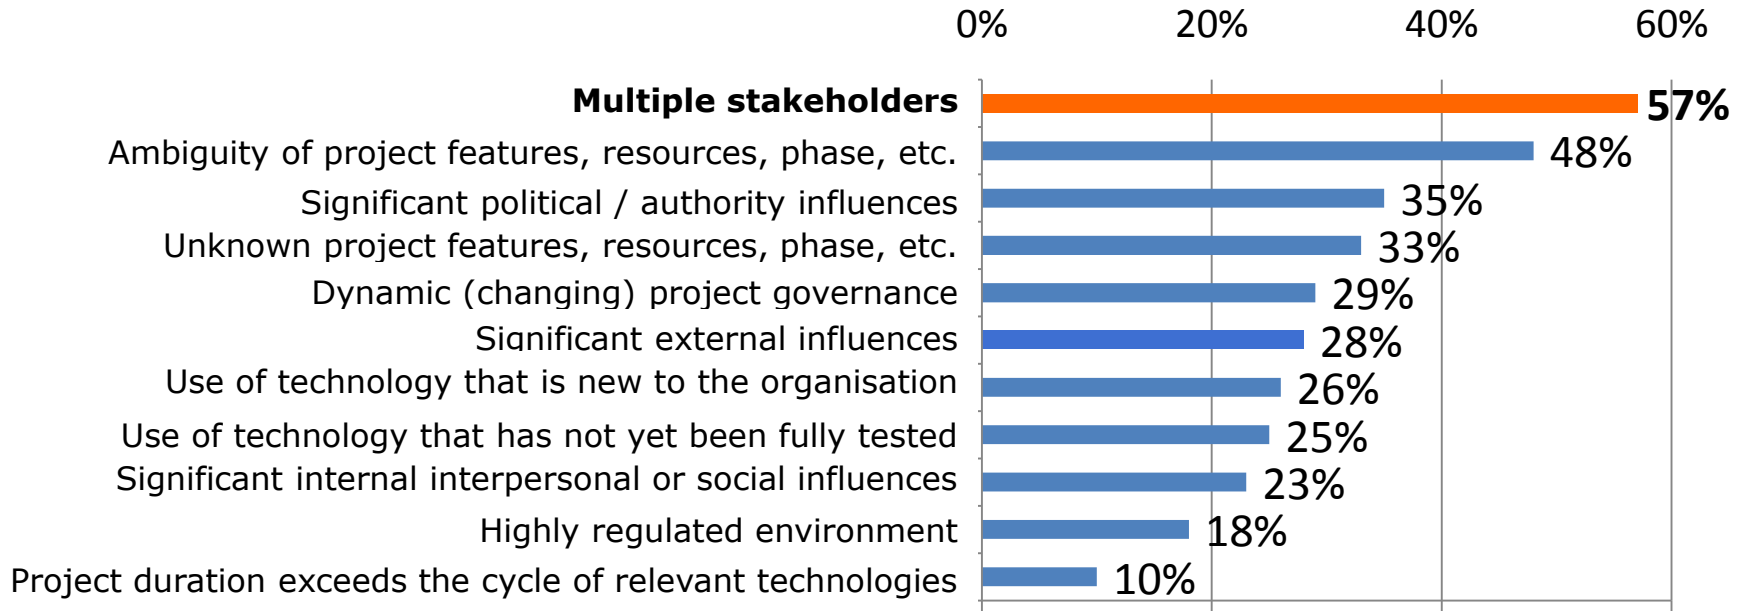 0% 20% 40% 60%
Multiple stakeholders 57%
Ambiguity of project features, resources, phase, etc. 48%
Significant political / authority influences 35%
Unknown project features, resources, phase, etc. 33%
Dynamic (changing) project governance 29%
Significant external influences 28%
Use of technology that is new to the organisation 26%
Use of technology that has not yet been fully tested 25%
Significant internal interpersonal or social influences 23%
Highly regulated environment 18%
Project duration exceeds the cycle of relevant technologies 10%